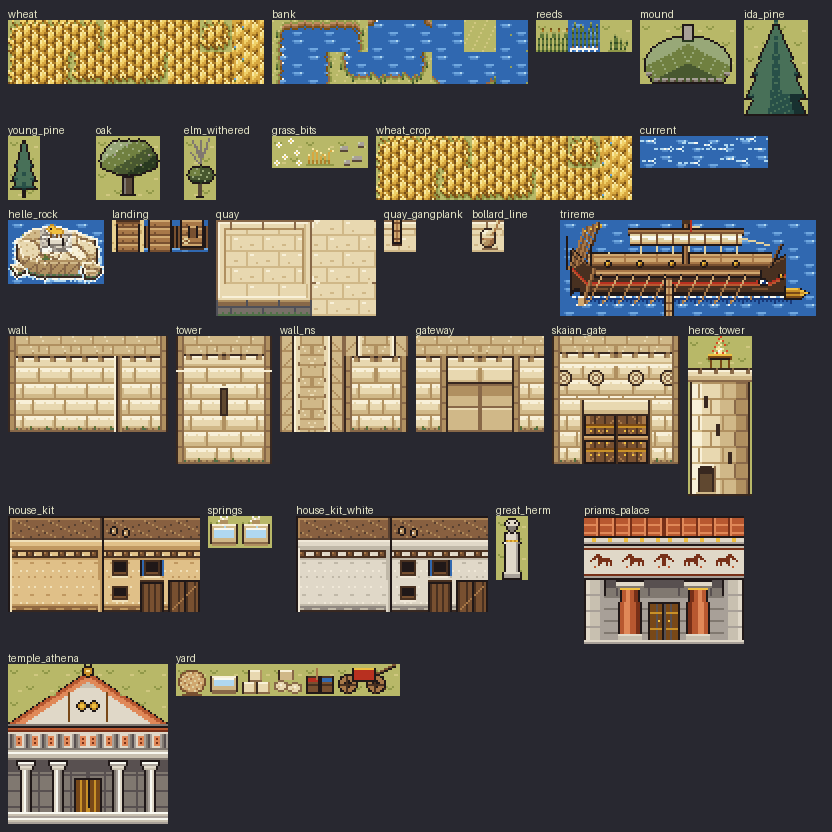 wheat
bank
reeds
mound
ida_pine
young_pine
oak
elm_withered
grass_bits
wheat_crop
current
helle_rock
landing
quay
quay_gangplank
bollard_line
trireme
wall
tower
wall_ns
gateway
skaian_gate
heros_tower
house_kit
springs
house_kit_white
great_herm
priams_palace
temple_athena
yard